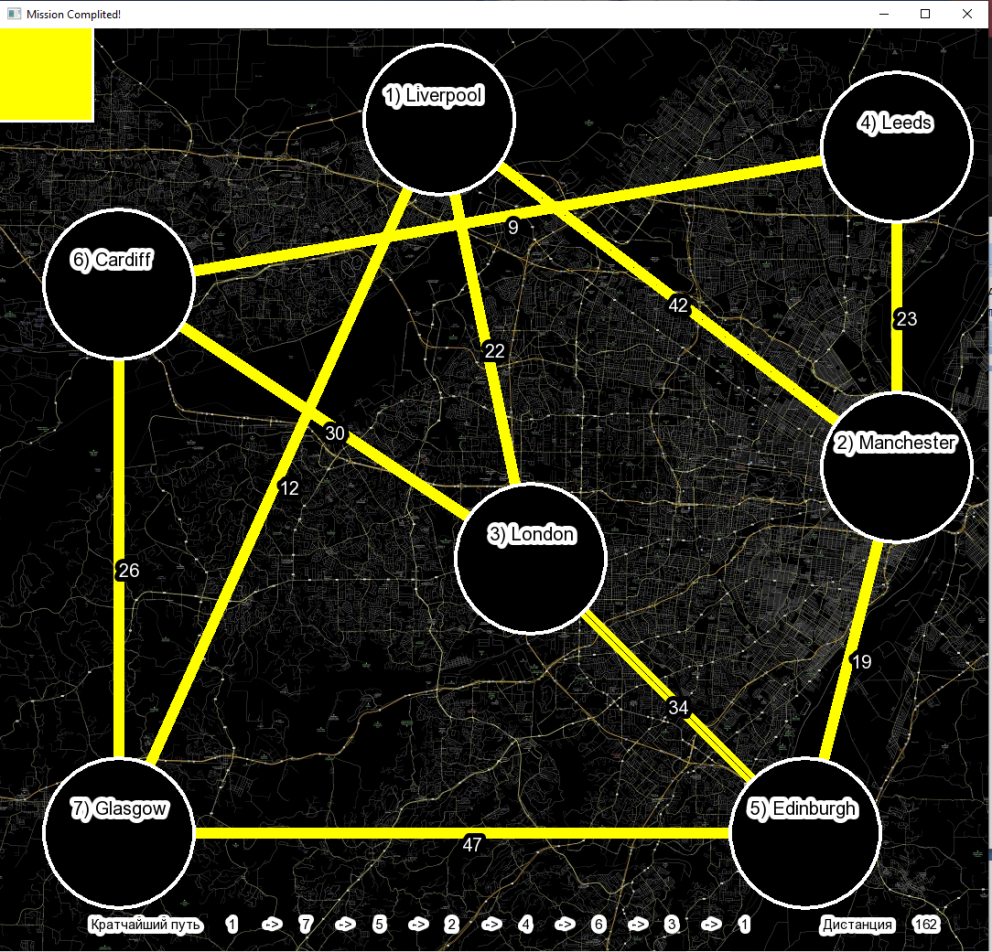 Mission Complited!
1) Liverpool
4) Leeds
9
6) Cardiff
42
23
22
30
2) Manchester
12
3) London
26
19
34
7) Glasgow
5) Edinburgh
47
Кратчайший путь 1 -> 7 -> 5 -> 2 -> 4 -> 6 -> 3 -> 1 Дистанция 162